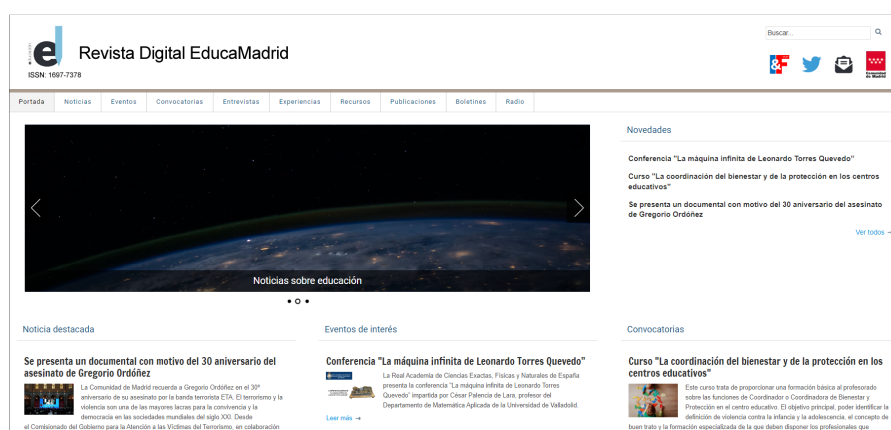 Buscar...
Revista Digital EducaMadrid
ISSN: 1697-7378
Comunidad
de Madrid
Portada Noticias Eventos Convocatorias Entrevistas Experiencias Recursos Publicaciones Boletines Radio
Noticias sobre educación
Novedades
Conferencia "La máquina infinita de Leonardo Torres Quevedo"
Curso "La coordinación del bienestar y de la protección en los centros
educativos"
Se presenta un documental con motivo del 30 aniversario del asesinato
de Gregorio Ordóñez
Ver todos →
Noticia destacada
Se presenta un documental con motivo del 30 aniversario del
asesinato de Gregorio Ordóñez
La Comunidad de Madrid recuerda a Gregorio Ordóñez en el 30º
aniversario de su asesinato por la banda terrorista ETA. El terrorismo y la
violencia son una de las mayores lacras para la convivencia y la
democracia en las sociedades mundiales del siglo XXI. Desde
el Comisionado del Gobierno para la Atención a las Víctimas del Terrorismo, en colaboración
Eventos de interés
Conferencia "La máquina infinita de Leonardo Torres Quevedo"
La Real Academia de Ciencias Exactas, Físicas y Naturales de España
presenta la conferencia "La máquina infinita de Leonardo Torres
Quevedo" impartida por César Palencia de Lara, profesor del
Departamento de Matemática Aplicada de la Universidad de Valladolid.
Leer más →
Convocatorias
Curso "La coordinación del bienestar y de la protección en los
centros educativos"
Este curso trata de proporcionar una formación básica al profesorado
sobre las funciones de Coordinador o Coordinadora de Bienestar y
Protección en el centro educativo. El objetivo principal, poder identificar la
definición de violencia contra la infancia y la adolescencia, el concepto de
buen trato y la formación especializada de la que deben disponer los profesionales que